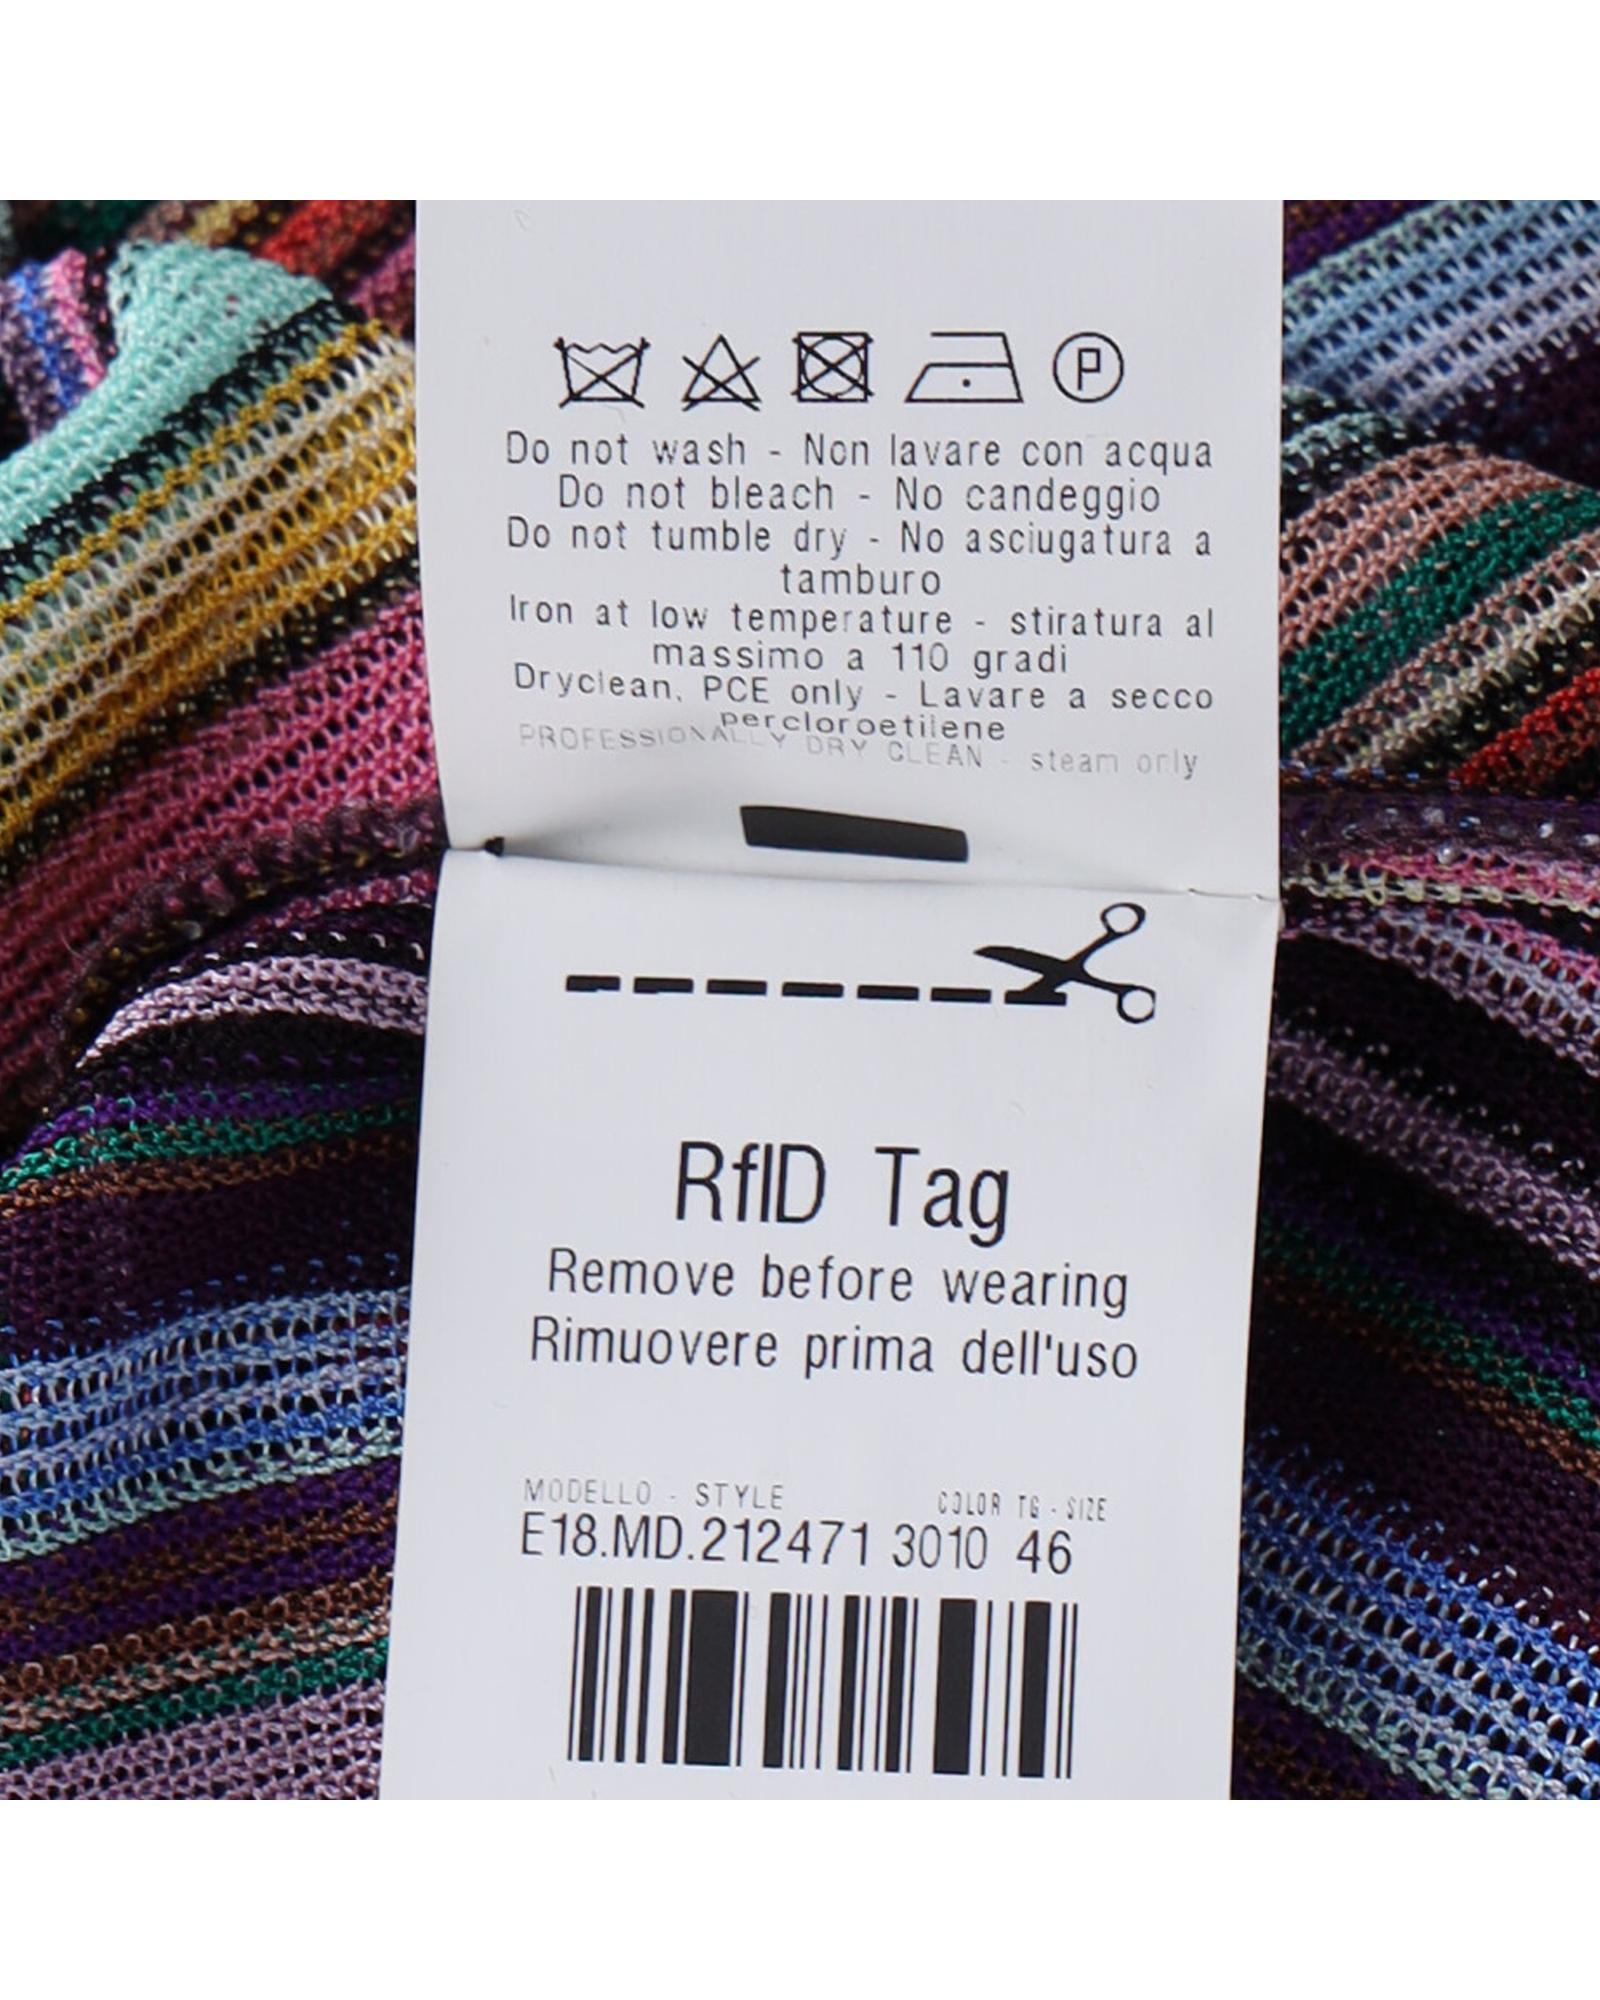 P
Do not wash - Non lavare con acqua
Do not bleach - No candeggio
Do not tumble dry - No asciugatura a
tamburo
Iron at low temperature - stiratura al
massimo a 110 gradi
Dryclean, PCE only - Lavare a secco
percloroetilene
PROFESSIONALLY DRY CLEAN - steam only
RfID Tag
Remove before wearing
Rimuovere prima dell'uso
MODELLO - STYLE COLOR TG - SIZE
E18.MD.212471 3010 46